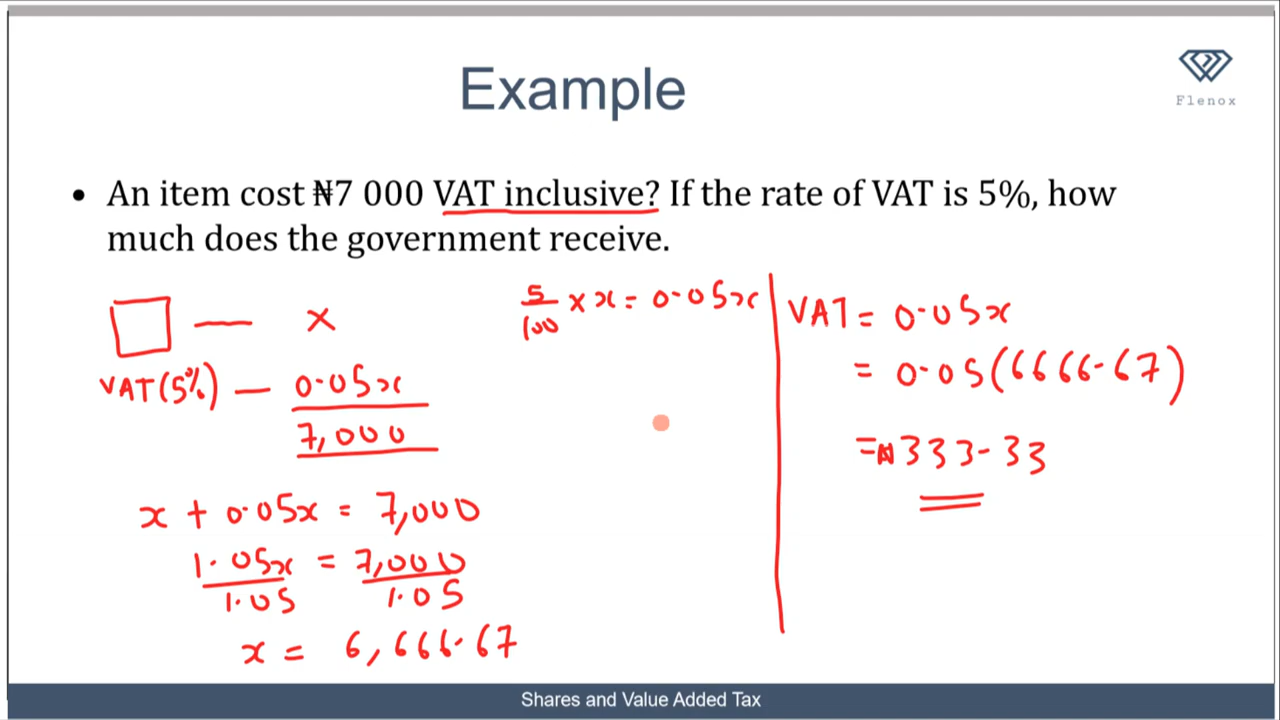 Example
Flenox
• An item cost ₦7 000 VAT inclusive? If the rate of VAT is 5%, how
much does the government receive.
x
VAT(5%) — 0.05x
7,000
x + 0.05x = 7,000
1.05x = 7,000
1.05 1.05
x = 6,666.67
5/100 × x = 0.05x
VAT = 0.05x
= 0.05(6666.67)
=₦333.33
Shares and Value Added Tax